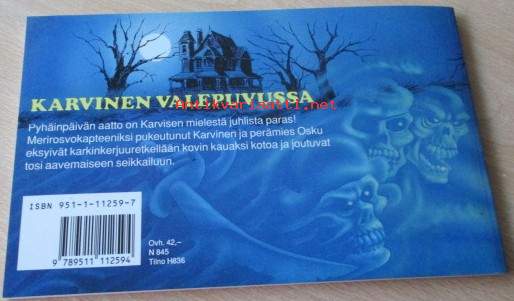 KARVINEN VALEPUVUSSA
Antikvariaatti.net
Pyhäinpäivän aatto on Karvisen mielestä juhlista paras!
Merirosvokapteeniksi pukeutunut Karvinen ja perämies Osku
eksyivät karkinkerjuuretkellään kovin kauaksi kotoa ja joutuvat
tosi aavemaiseen seikkailuun.
ISBN 951-1-11259-7
9 789511 112594
Ovh. 42,–
N 845
Tilno H836